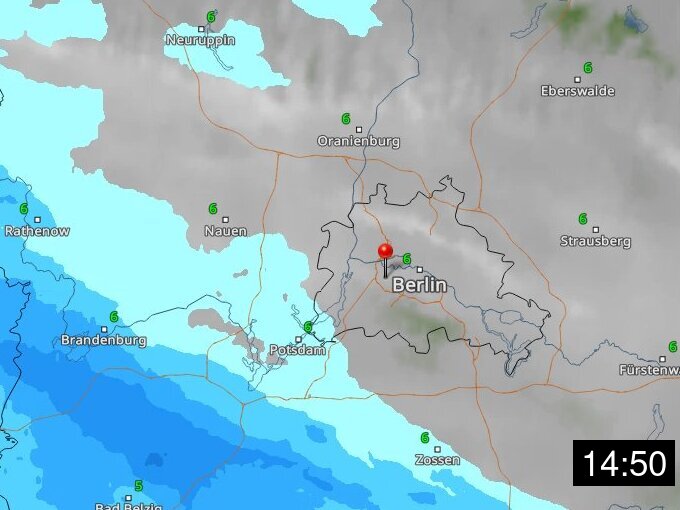 6
Neuruppin
6
Eberswalde
6
Oranienburg
6
Rathenow
6
Nauen
6
Strausberg
6
Berlin
6
Brandenburg
6
Potsdam
6
Fürstenwa
6
Zossen
5
Bad Belzig
14:50